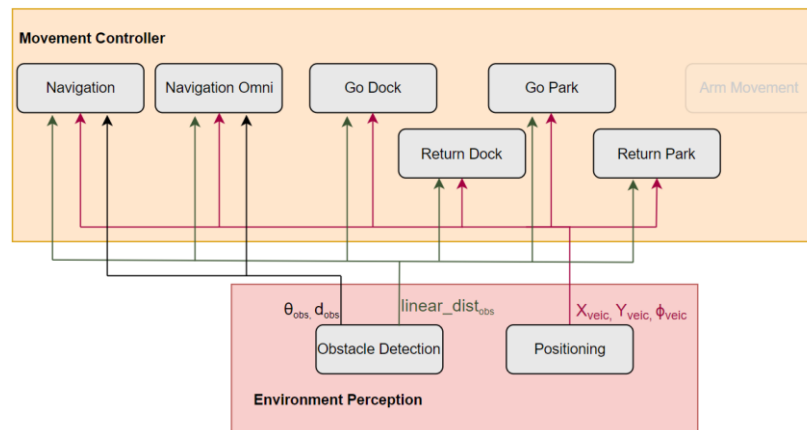 Movement Controller
Navigation
Navigation Omni
Go Dock
Go Park
Arm Movement
Return Dock
Return Park
θobs, dobs
linear_distobs
Xveic, Yveic, ϕveic
Obstacle Detection
Positioning
Environment Perception